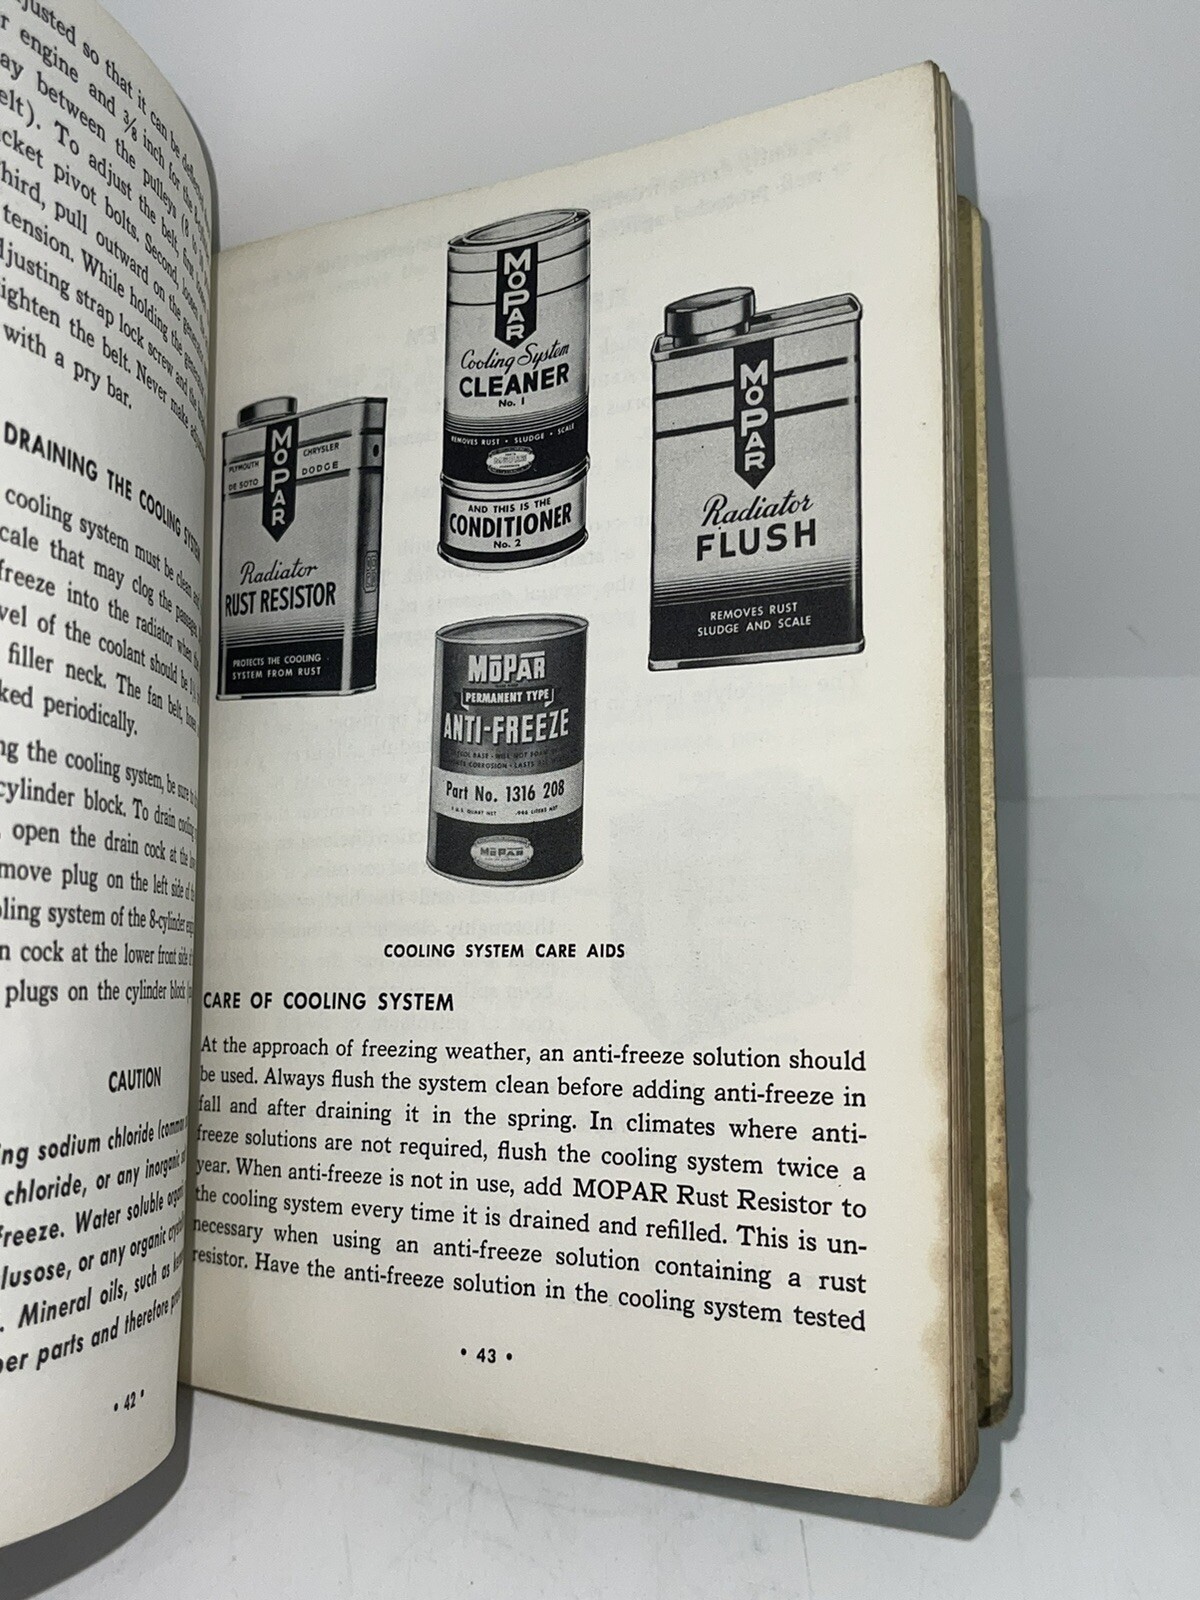 justed so that it can be deflected
engine and 3/8 inch for the
ay between the pulleys (8
elt). To adjust the belt, first
cket pivot bolts. Second, loosen the
hird, pull outward on the generator
tension. While holding the generator
djusting strap lock screw and the
ighten the belt. Never make
with a pry bar.
DRAINING THE COOLING SYSTEM
cooling system must be clean and
cale that may clog the passages.
freeze into the radiator when the
vel of the coolant should be
filler neck. The fan belt,
ked periodically.
ng the cooling system, be sure to
cylinder block. To drain cooling
, open the drain cock at the
move plug on the left side of the
ling system of the 8-cylinder
n cock at the lower front side
plugs on the cylinder block
CAUTION
ng sodium chloride (common
chloride, or any inorganic
freeze. Water soluble organic
lusose, or any organic
. Mineral oils, such as
ber parts and therefore
• 42 •
MOPAR
Cooling System
CLEANER
No. 1
REMOVES RUST • SLUDGE • SCALE
AND THIS IS THE
CONDITIONER
No. 2
MOPAR
PLYMOUTH CHRYSLER
DE SOTO DODGE
Radiator
RUST RESISTOR
PROTECTS THE COOLING
SYSTEM FROM RUST
MOPAR
Radiator
FLUSH
REMOVES RUST
SLUDGE AND SCALE
MOPAR
PERMANENT TYPE
ANTI-FREEZE
Part No. 1316 208
MOPAR
COOLING SYSTEM CARE AIDS
CARE OF COOLING SYSTEM
At the approach of freezing weather, an anti-freeze solution should
be used. Always flush the system clean before adding anti-freeze in
fall and after draining it in the spring. In climates where anti-
freeze solutions are not required, flush the cooling system twice a
year. When anti-freeze is not in use, add MOPAR Rust Resistor to
the cooling system every time it is drained and refilled. This is un-
necessary when using an anti-freeze solution containing a rust
resistor. Have the anti-freeze solution in the cooling system tested
• 43 •